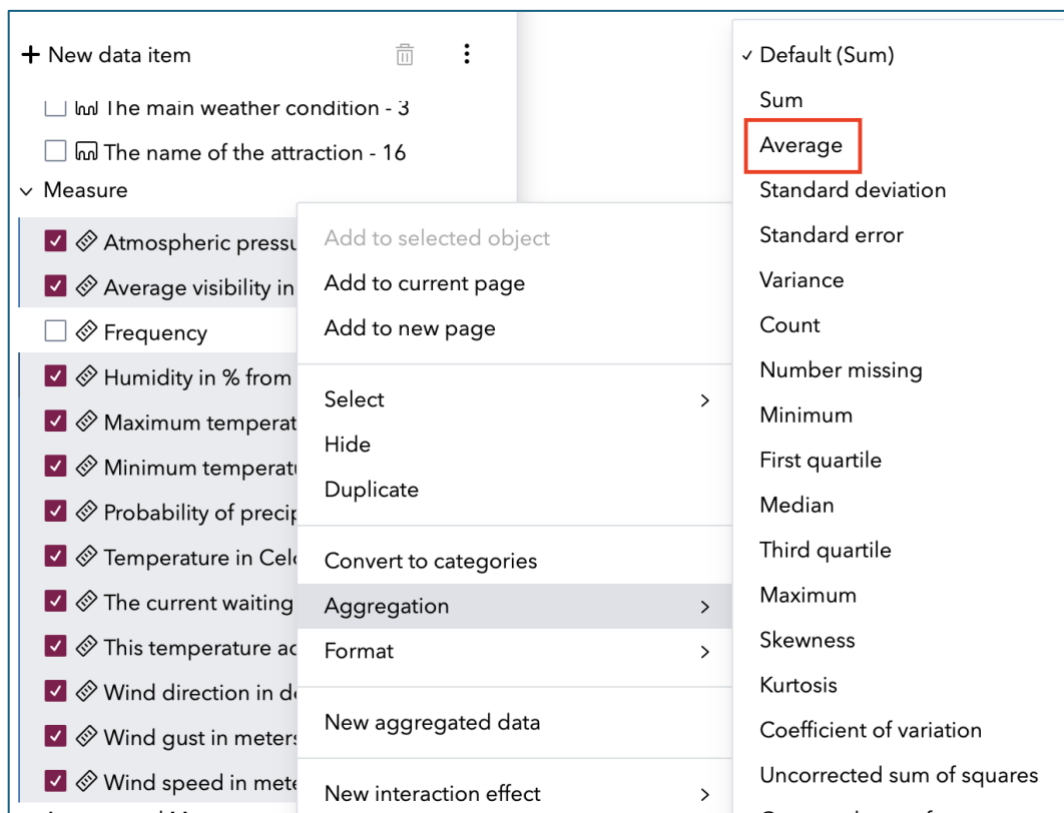 New data item
The main weather condition - 3
The name of the attraction - 16
Measure
Atmospheric pressu
Average visibility in
Frequency
Humidity in % from
Maximum temperat
Minimum temperatu
Probability of precip
Temperature in Celc
The current waiting
This temperature ac
Wind direction in de
Wind gust in meters
Wind speed in mete
Add to selected object
Add to current page
Add to new page
Select
Hide
Duplicate
Convert to categories
Aggregation
Format
New aggregated data
New interaction effect
Default (Sum)
Sum
Average
Standard deviation
Standard error
Variance
Count
Number missing
Minimum
First quartile
Median
Third quartile
Maximum
Skewness
Kurtosis
Coefficient of variation
Uncorrected sum of squares